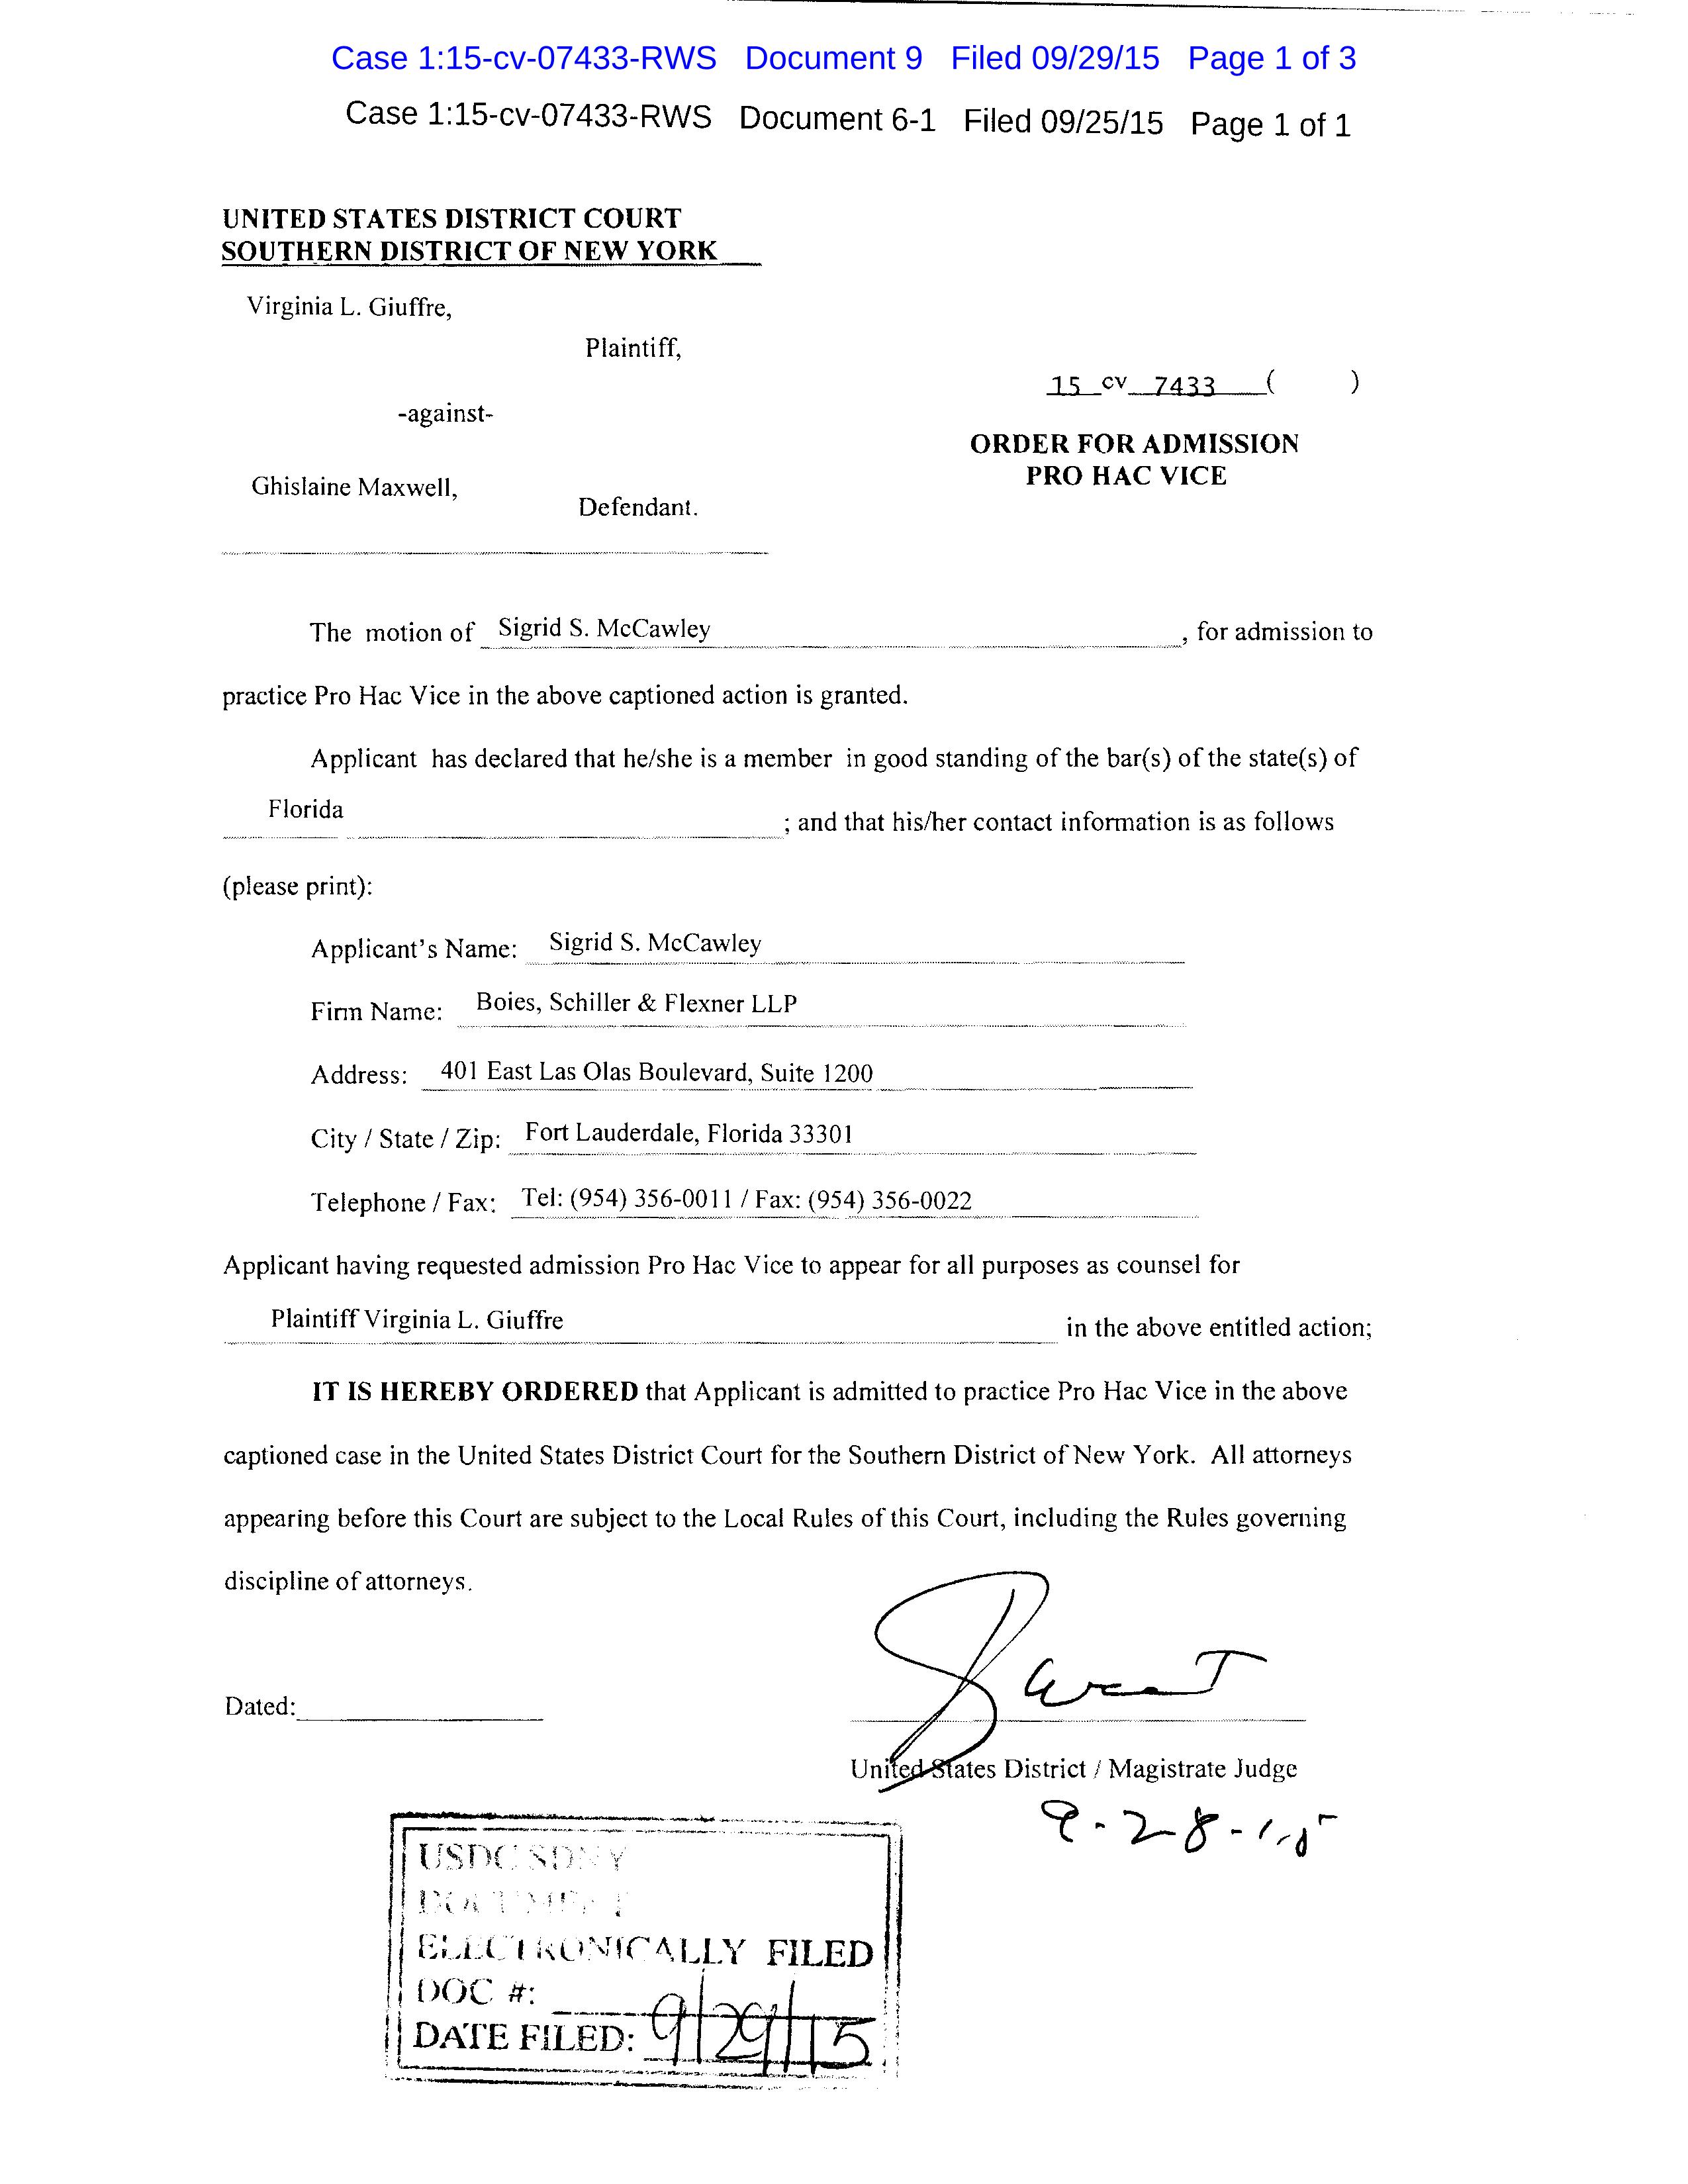 Case 1:15-cv-07433-RWS Document 9 Filed 09/29/15 Page 1 of 3
Case 1:15-cv-07433-RWS Document 6-1 Filed 09/25/15 Page 1 of 1
UNITED STATES DISTRICT COURT
SOUTHERN DISTRICT OF NEW YORK
Virginia L. Giuffre,
Plaintiff,
15 cv 7433 ( )
-against-
ORDER FOR ADMISSION
PRO HAC VICE
Ghislaine Maxwell,
Defendant.
The motion of Sigrid S. McCawley, for admission to
practice Pro Hac Vice in the above captioned action is granted.
Applicant has declared that he/she is a member in good standing of the bar(s) of the state(s) of
Florida ; and that his/her contact information is as follows
(please print):
Applicant's Name: Sigrid S. McCawley
Firm Name: Boies, Schiller & Flexner LLP
Address: 401 East Las Olas Boulevard, Suite 1200
City / State / Zip: Fort Lauderdale, Florida 33301
Telephone / Fax: Tel: (954) 356-0011 / Fax: (954) 356-0022
Applicant having requested admission Pro Hac Vice to appear for all purposes as counsel for
Plaintiff Virginia L. Giuffre in the above entitled action;
IT IS HEREBY ORDERED that Applicant is admitted to practice Pro Hac Vice in the above
captioned case in the United States District Court for the Southern District of New York. All attorneys
appearing before this Court are subject to the Local Rules of this Court, including the Rules governing
discipline of attorneys.
Sweet
Dated:
United States District / Magistrate Judge
9-28-15
USDC SDNY
DOCUMENT
ELECTRONICALLY FILED
DOC #:
DATE FILED: 9/29/15